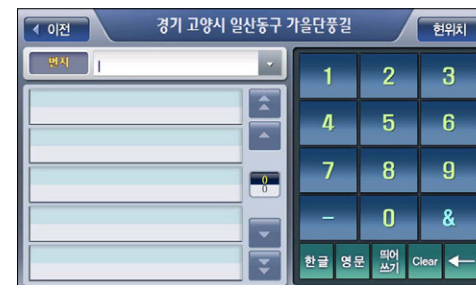 이전
경기 고양시 일산동구 가을단풍길
현위치
번지
1 2 3
4 5 6
0
0
7 8 9
- 0 &
한글 영문 띄어쓰기 Clear ←